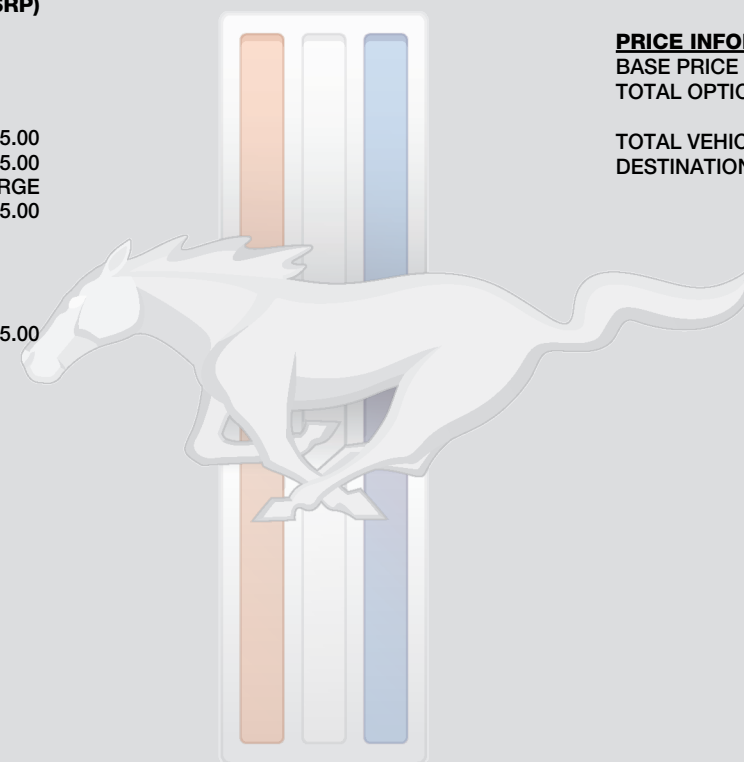 SRP)
5.00
5.00
RGE
5.00
5.00
PRICE INFO
BASE PRICE
TOTAL OPTIO
TOTAL VEHIC
DESTINATION